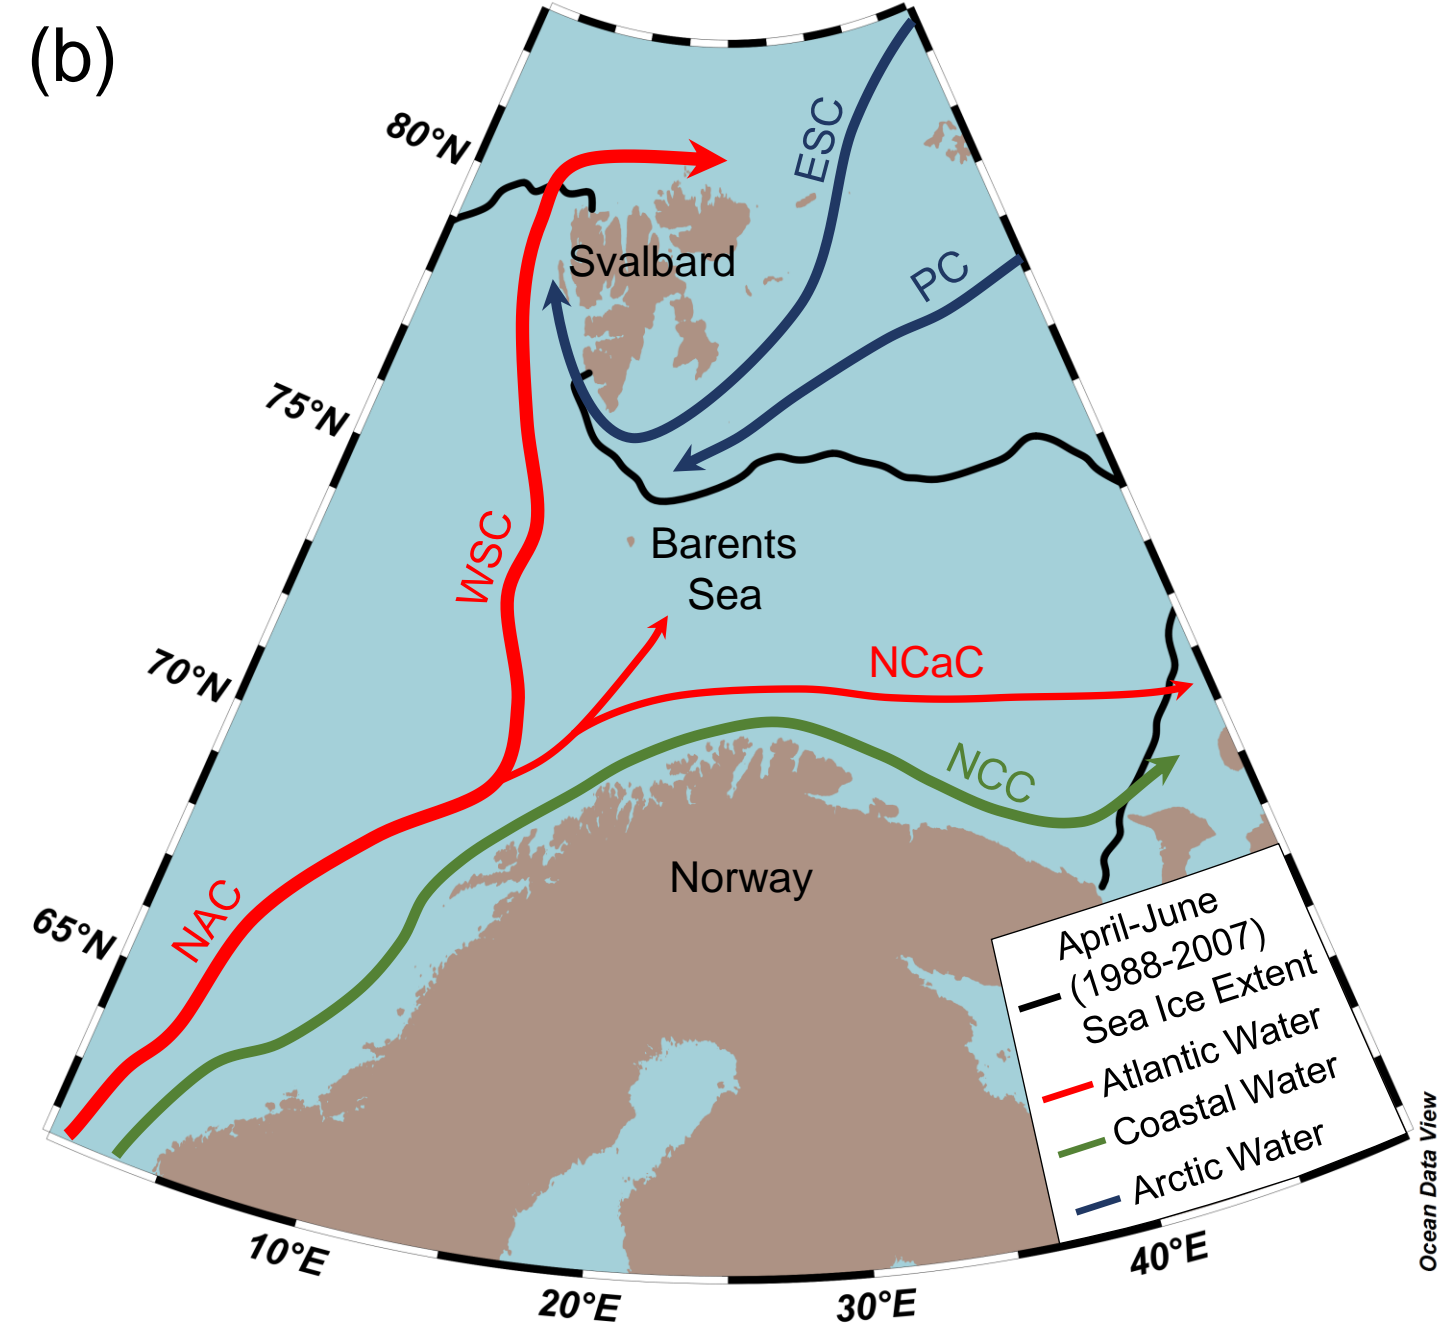 (b)
80°N
75°N
70°N
65°N
10°E
20°E
30°E
40°E
ESC
PC
Svalbard
WSC
Barents
Sea
NCaC
NCC
NAC
Norway
April-June
(1988-2007)
Sea Ice Extent
Atlantic Water
Coastal Water
Arctic Water
Ocean Data View